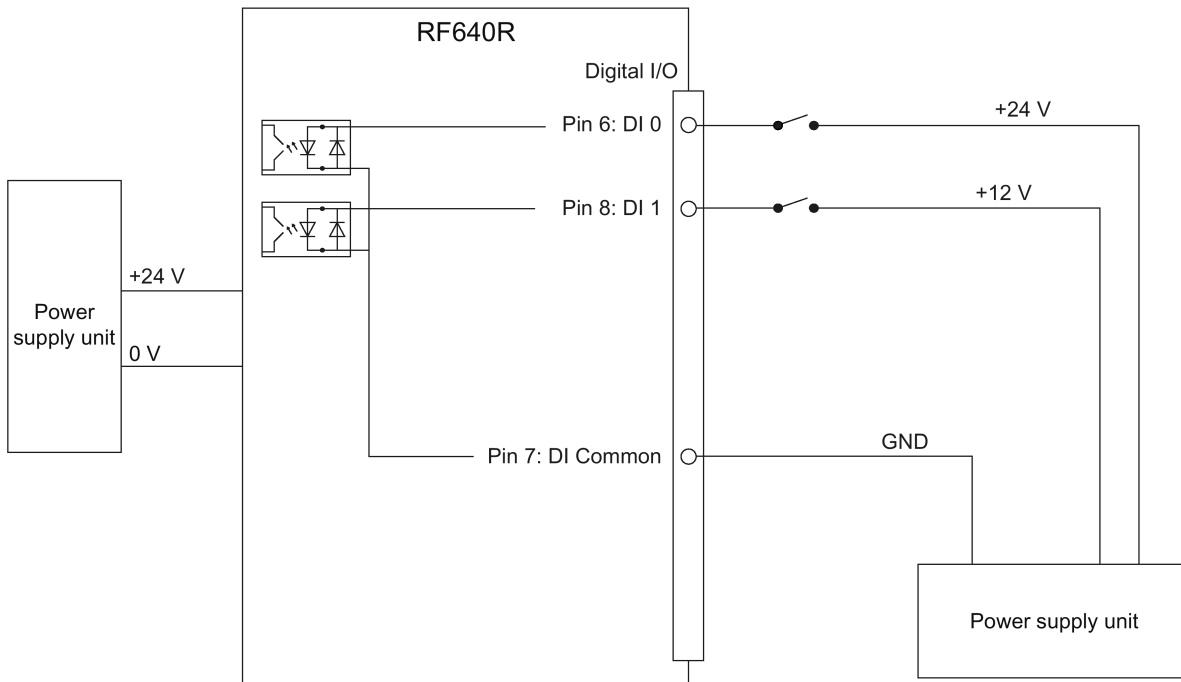 RF640R
Digital I/O
Pin 6: DI 0
+24 V
Pin 8: DI 1
+12 V
+24 V
Power
supply unit
0 V
Pin 7: DI Common
GND
Power supply unit